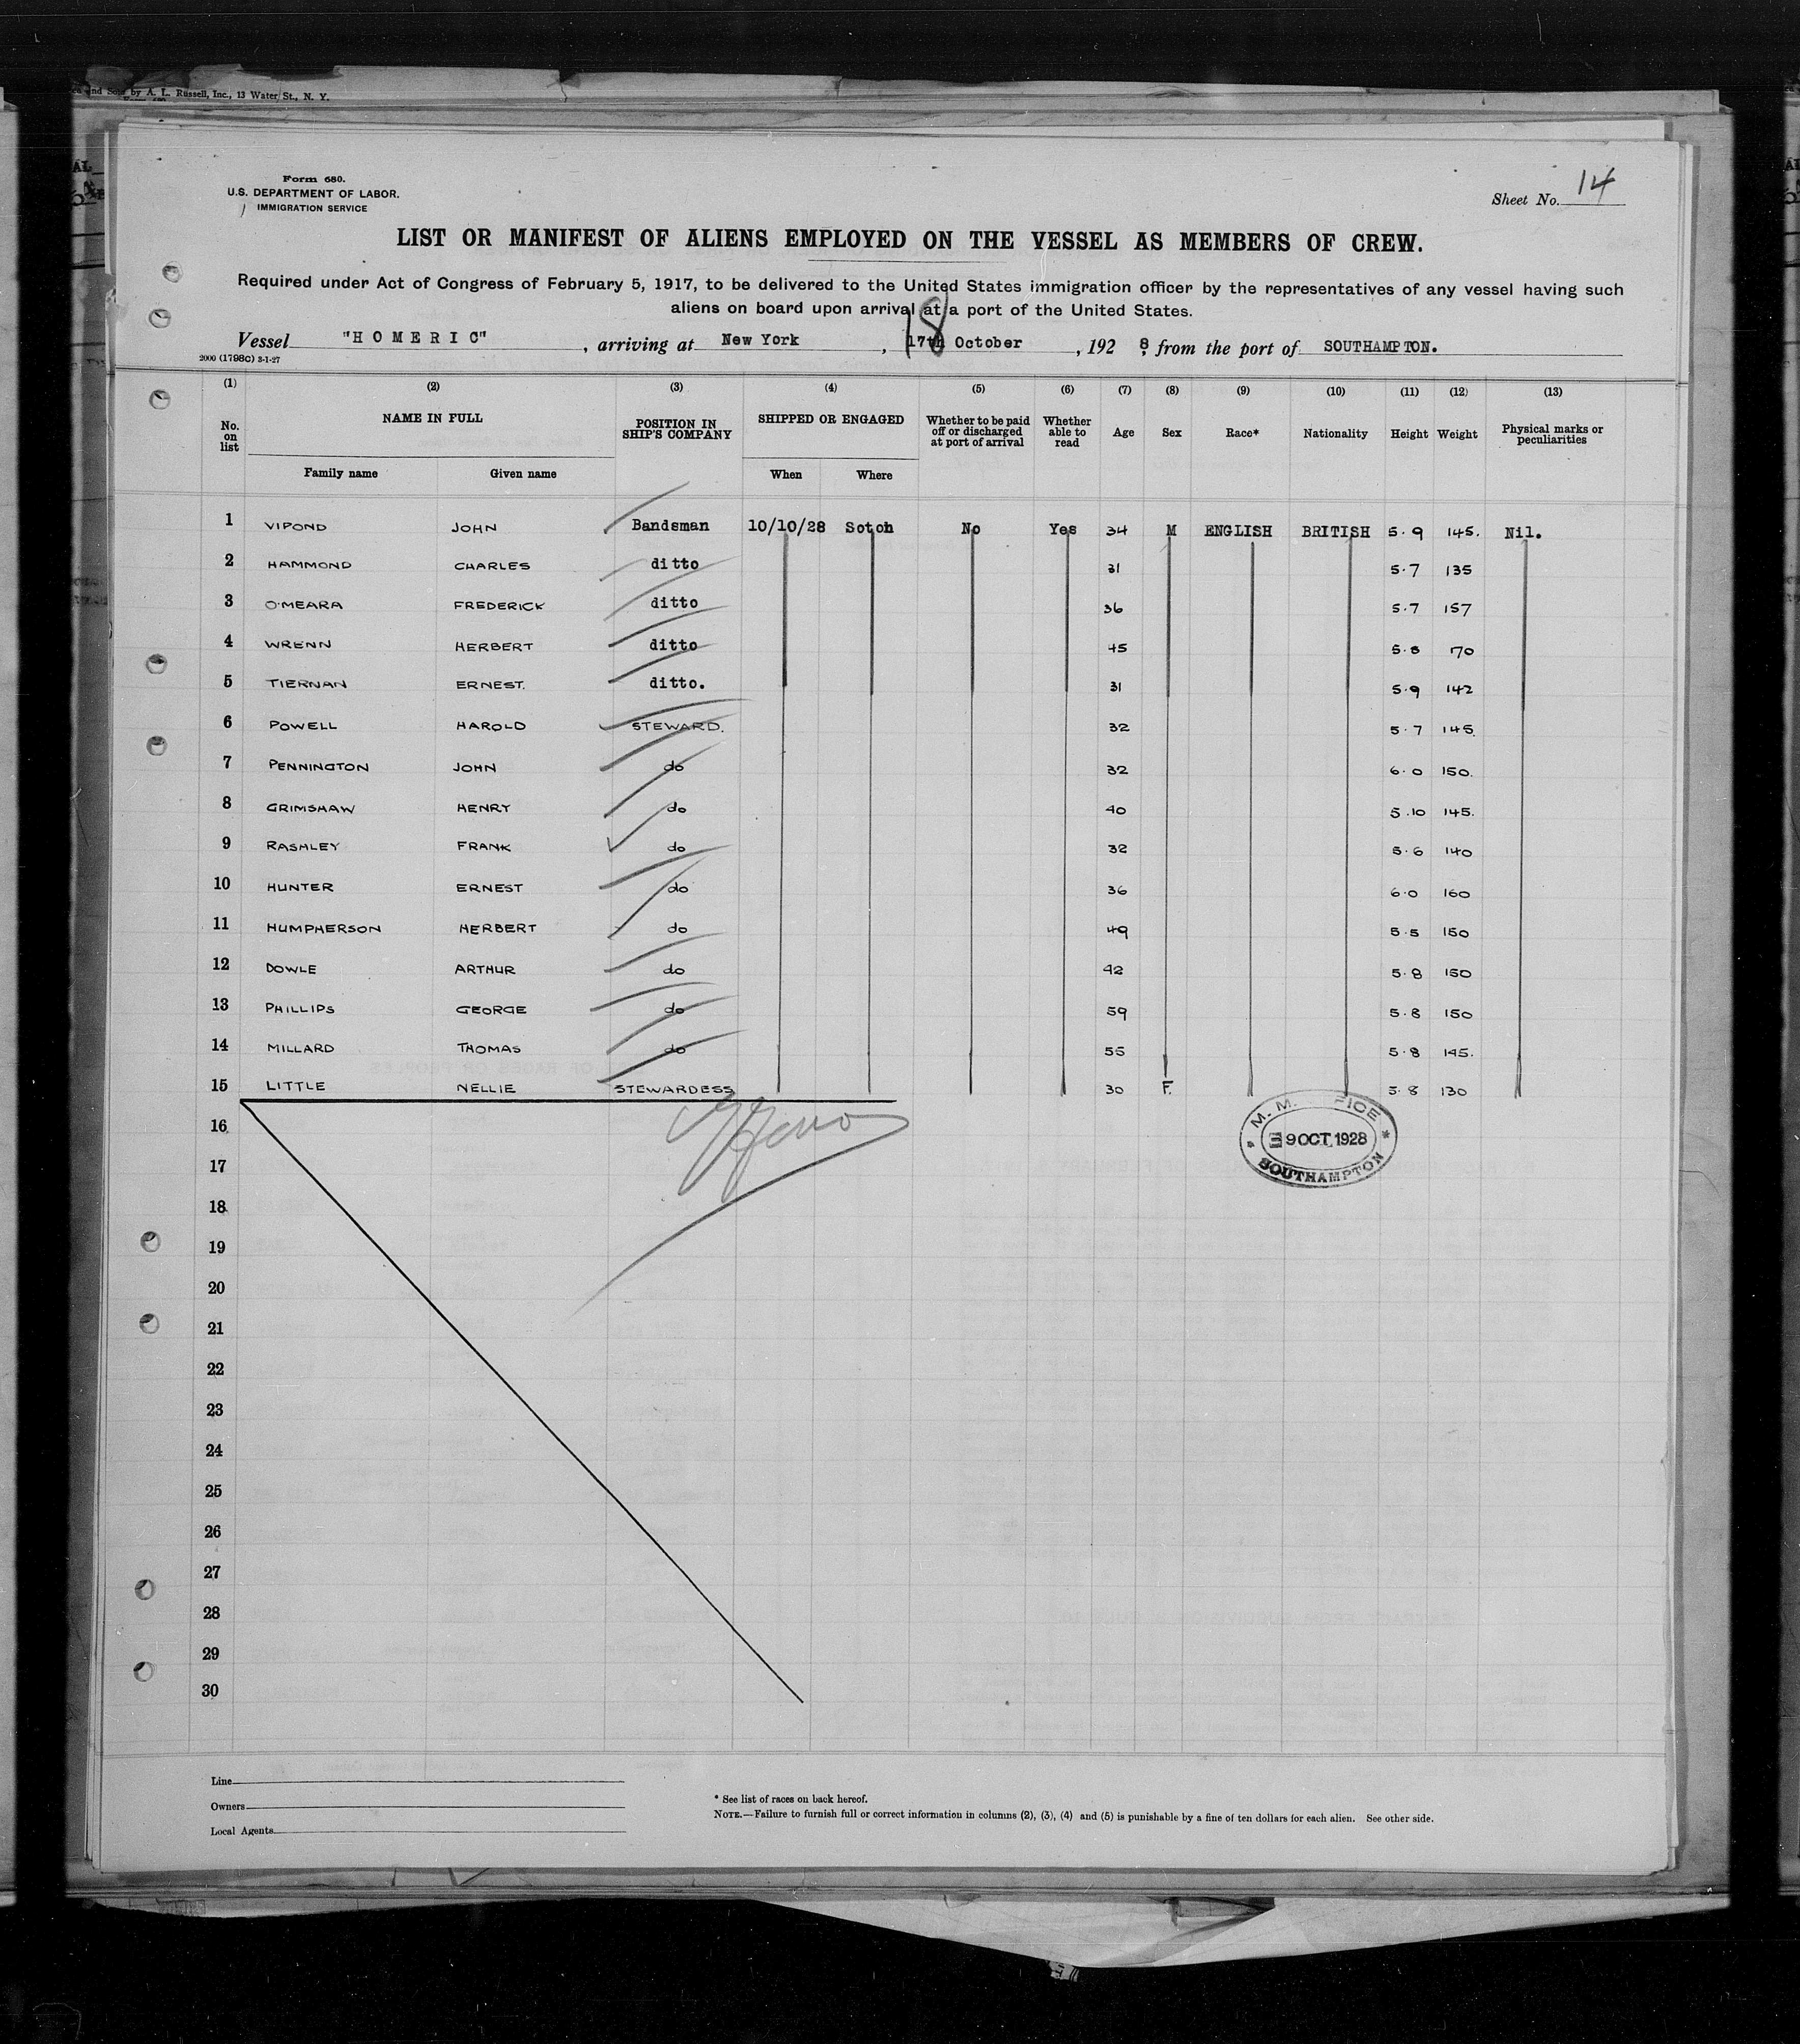 and Sold by A. L. Russell, Inc., 13 Water St., N. Y.
Form 680.
U.S. DEPARTMENT OF LABOR.
IMMIGRATION SERVICE
Sheet No. 14
LIST OR MANIFEST OF ALIENS EMPLOYED ON THE VESSEL AS MEMBERS OF CREW.
Required under Act of Congress of February 5, 1917, to be delivered to the United States immigration officer by the representatives of any vessel having such
aliens on board upon arrival at a port of the United States.
Vessel "HOMERIC", arriving at New York, 17th 18 October, 1928, from the port of SOUTHAMPTON.
2000 (1798c) 3-1-27
(1) (2) (3) (4) (5) (6) (7) (8) (9) (10) (11) (12) (13)
No. on list NAME IN FULL POSITION IN SHIP'S COMPANY SHIPPED OR ENGAGED Whether to be paid off or discharged at port of arrival Whether able to read Age Sex Race* Nationality Height Weight Physical marks or peculiarities
Family name Given name When Where
1 VIPOND JOHN Bandsman 10/10/28 Soton No Yes 34 M ENGLISH BRITISH 5.9 145. Nil.
2 HAMMOND CHARLES ditto 31 5.7 135
3 O'MEARA FREDERICK ditto 36 5.7 157
4 WRENN HERBERT ditto 45 5.8 170
5 TIERNAN ERNEST. ditto. 31 5.9 142
6 POWELL HAROLD STEWARD. 32 5.7 145.
7 PENNINGTON JOHN do 32 6.0 150.
8 GRIMSHAW HENRY do 40 5.10 145.
9 RASHLEY FRANK do 32 5.6 140
10 HUNTER ERNEST do 36 6.0 160
11 HUMPHERSON HERBERT do 49 5.5 150
12 DOWLE ARTHUR do 42 5.8 150
13 PHILLIPS GEORGE do 59 5.8 150
14 MILLARD THOMAS do 55 5.8 145.
15 LITTLE NELLIE STEWARDESS 30 F. 5.8 130
16
M. M. FICE
9 OCT. 1928
SOUTHAMPTON
17
18
19
20
21
22
23
24
25
26
27
28
29
30
Line
Owners
Local Agents
* See list of races on back hereof.
NOTE.—Failure to furnish full or correct information in columns (2), (3), (4) and (5) is punishable by a fine of ten dollars for each alien. See other side.